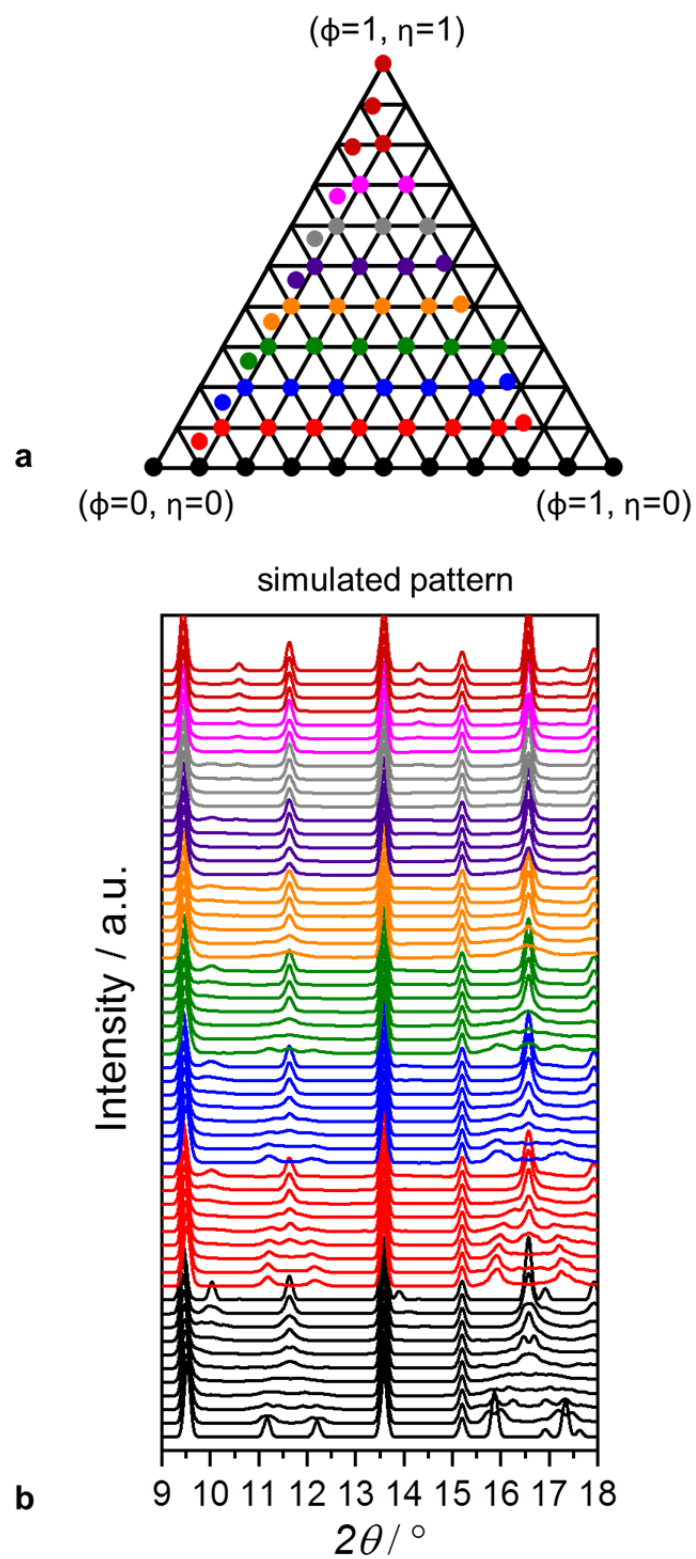 (ϕ=1, η=1)
a
(ϕ=0, η=0) (ϕ=1, η=0)
simulated pattern
Intensity / a.u.
b
9 10 11 12 13 14 15 16 17 18
2θ / °